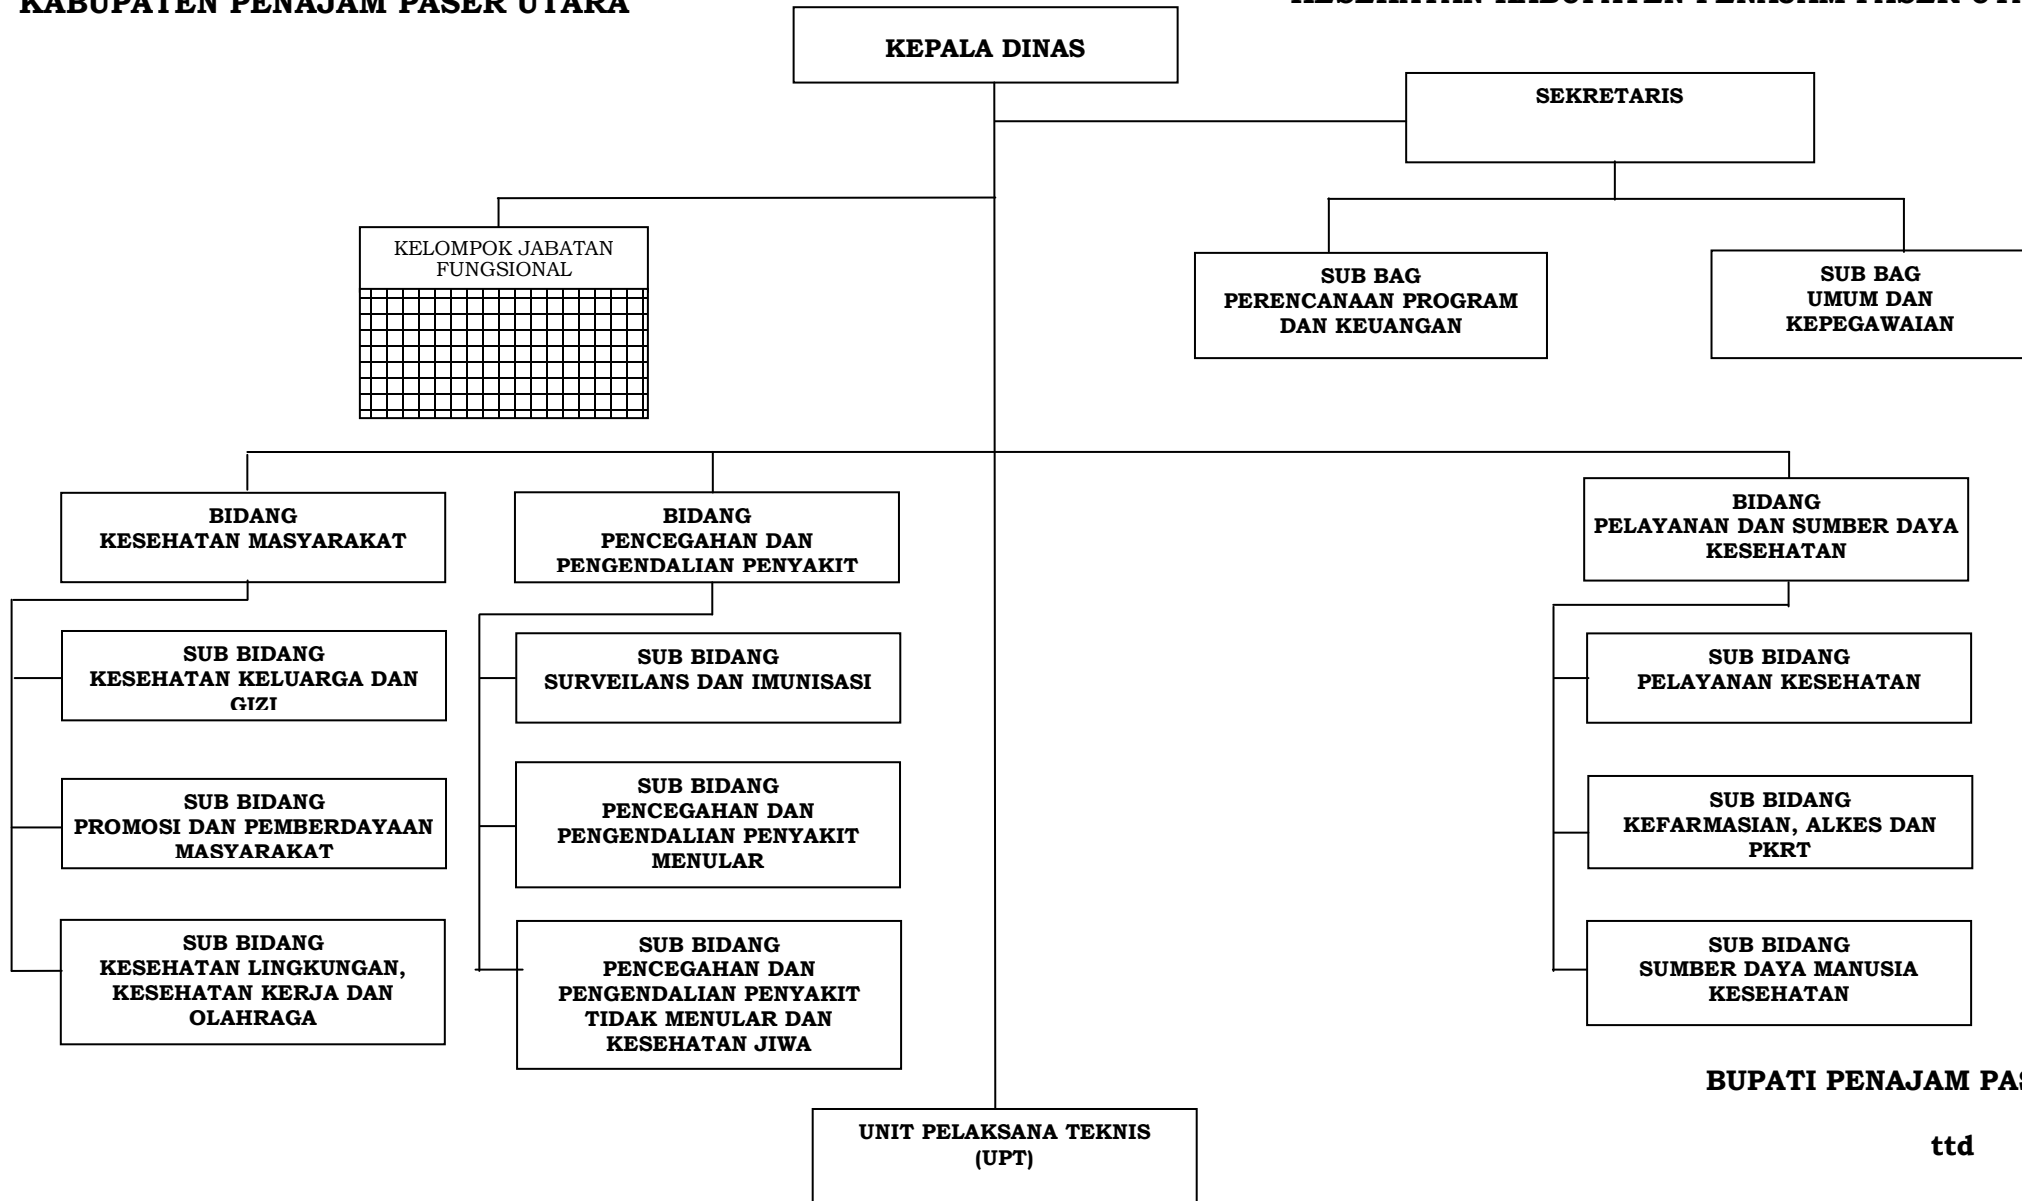 KABUPATEN PENAJAM PASER UTARA
KESEHATAN KABUPATEN PENAJAM PASER
KEPALA DINAS
SEKRETARIS
KELOMPOK JABATAN
FUNGSIONAL
SUB BAG
PERENCANAAN PROGRAM
DAN KEUANGAN
SUB BAG
UMUM DAN
KEPEGAWAIAN
BIDANG
KESEHATAN MASYARAKAT
BIDANG
PENCEGAHAN DAN
PENGENDALIAN PENYAKIT
BIDANG
PELAYANAN DAN SUMBER DAYA
KESEHATAN
SUB BIDANG
KESEHATAN KELUARGA DAN
GIZI
SUB BIDANG
SURVEILANS DAN IMUNISASI
SUB BIDANG
PELAYANAN KESEHATAN
SUB BIDANG
PROMOSI DAN PEMBERDAYAAN
MASYARAKAT
SUB BIDANG
PENCEGAHAN DAN
PENGENDALIAN PENYAKIT
MENULAR
SUB BIDANG
KEFARMASIAN, ALKES DAN
PKRT
SUB BIDANG
KESEHATAN LINGKUNGAN,
KESEHATAN KERJA DAN
OLAHRAGA
SUB BIDANG
PENCEGAHAN DAN
PENGENDALIAN PENYAKIT
TIDAK MENULAR DAN
KESEHATAN JIWA
SUB BIDANG
SUMBER DAYA MANUSIA
KESEHATAN
BUPATI PENAJAM
UNIT PELAKSANA TEKNIS
(UPT)
ttd